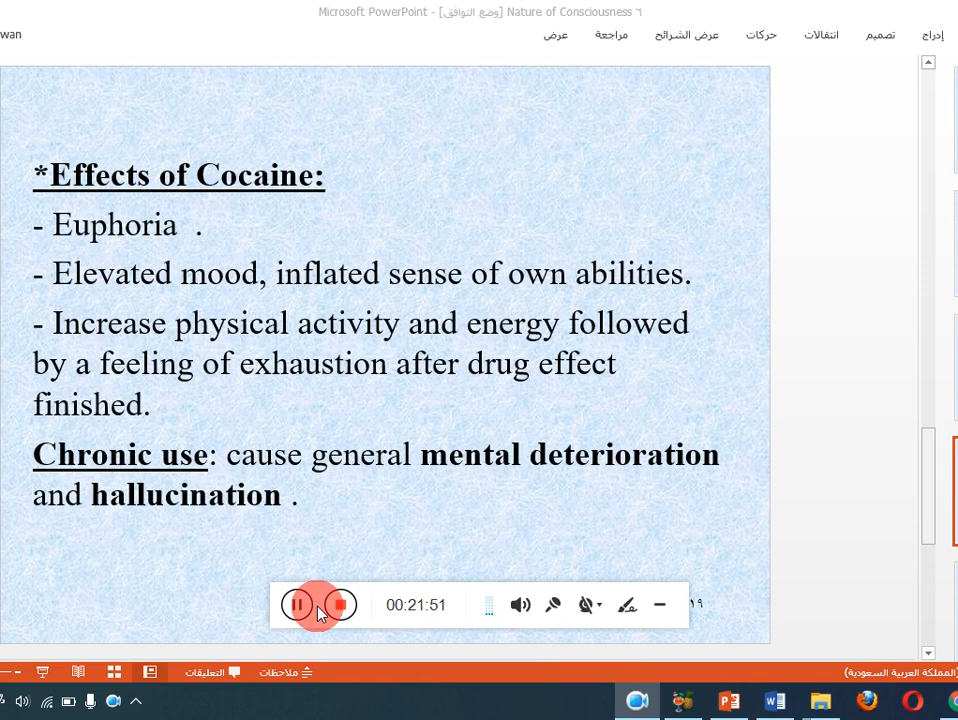 Microsoft PowerPoint - [وضع التوافق] Nature of Consciousness ٦
إدراج تصميم انتقالات حركات عرض الشرائح مراجعة عرض wan
*Effects of Cocaine:
- Euphoria .
- Elevated mood, inflated sense of own abilities.
- Increase physical activity and energy followed
by a feeling of exhaustion after drug effect
finished.
Chronic use: cause general mental deterioration
and hallucination .
00:21:51
١٩
(المملكة العربية السعودية) ملاحظات التعليقات